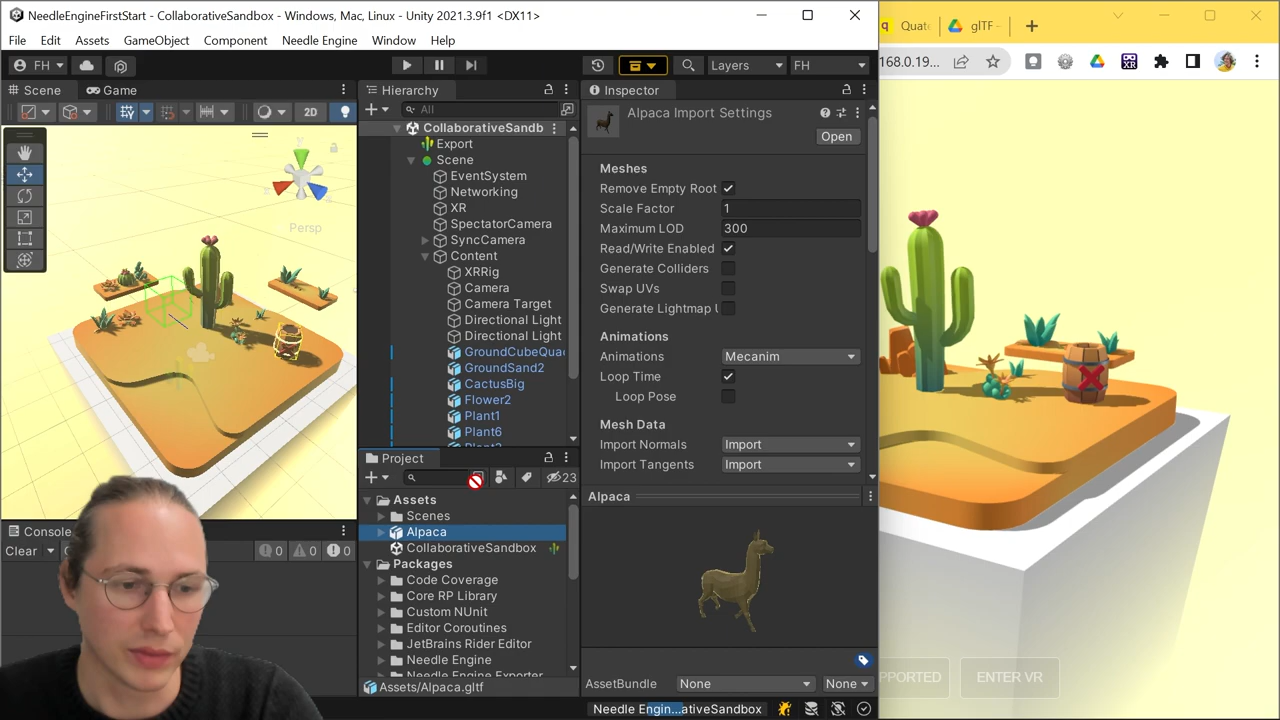 NeedleEngineFirstStart - CollaborativeSandbox - Windows, Mac, Linux - Unity 2021.3.9f1 <DX11>
File Edit Assets GameObject Component Needle Engine Window Help
FH Layers FH
Scene Game
2D
Persp
Console
Clear 0 0 0
Hierarchy
All
CollaborativeSandb
Export
Scene
EventSystem
Networking
XR
SpectatorCamera
SyncCamera
Content
XRRig
Camera
Camera Target
Directional Light
Directional Light
GroundCubeQuad
GroundSand2
CactusBig
Flower2
Plant1
Plant6
Project
23
Assets
Scenes
Alpaca
CollaborativeSandbox
Packages
Code Coverage
Core RP Library
Custom NUnit
Editor Coroutines
JetBrains Rider Editor
Needle Engine
Needle Engine Exporter
Assets/Alpaca.gltf
Inspector
Alpaca Import Settings
Open
Meshes
Remove Empty Root
Scale Factor 1
Maximum LOD 300
Read/Write Enabled
Generate Colliders
Swap UVs
Generate Lightmap U
Animations
Animations Mecanim
Loop Time
Loop Pose
Mesh Data
Import Normals Import
Import Tangents Import
Alpaca
AssetBundle None None
Needle Engin...ativeSandbox
Quate glTF -
168.0.19...
XR
PPORTED ENTER VR